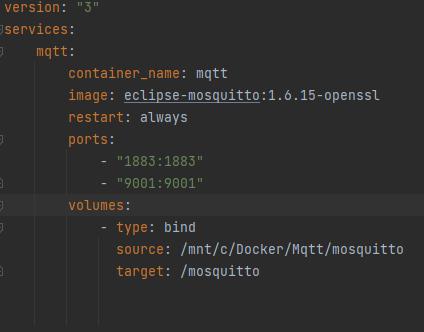 version: "3"
services:
    mqtt:
        container_name: mqtt
        image: eclipse-mosquitto:1.6.15-openssl
        restart: always
        ports:
            - "1883:1883"
            - "9001:9001"
        volumes:
            - type: bind
              source: /mnt/c/Docker/Mqtt/mosquitto
              target: /mosquitto